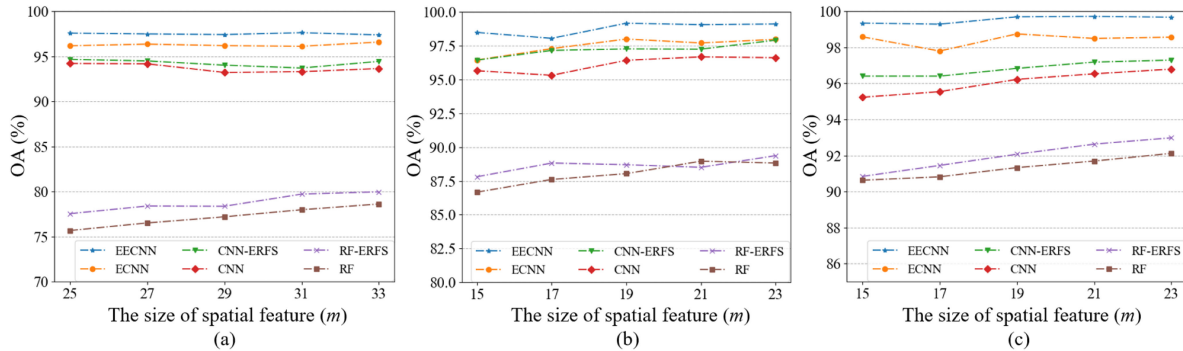 OA (%)
100
95
90
85
80
75
70
EECNN
ECNN
CNN-ERFS
CNN
RF-ERFS
RF
25 27 29 31 33
The size of spatial feature (m)
(a)
OA (%)
100.0
97.5
95.0
92.5
90.0
87.5
85.0
82.5
80.0
EECNN
ECNN
CNN-ERFS
CNN
RF-ERFS
RF
15 17 19 21 23
The size of spatial feature (m)
(b)
OA (%)
100
98
96
94
92
90
88
86
EECNN
ECNN
CNN-ERFS
CNN
RF-ERFS
RF
15 17 19 21 23
The size of spatial feature (m)
(c)